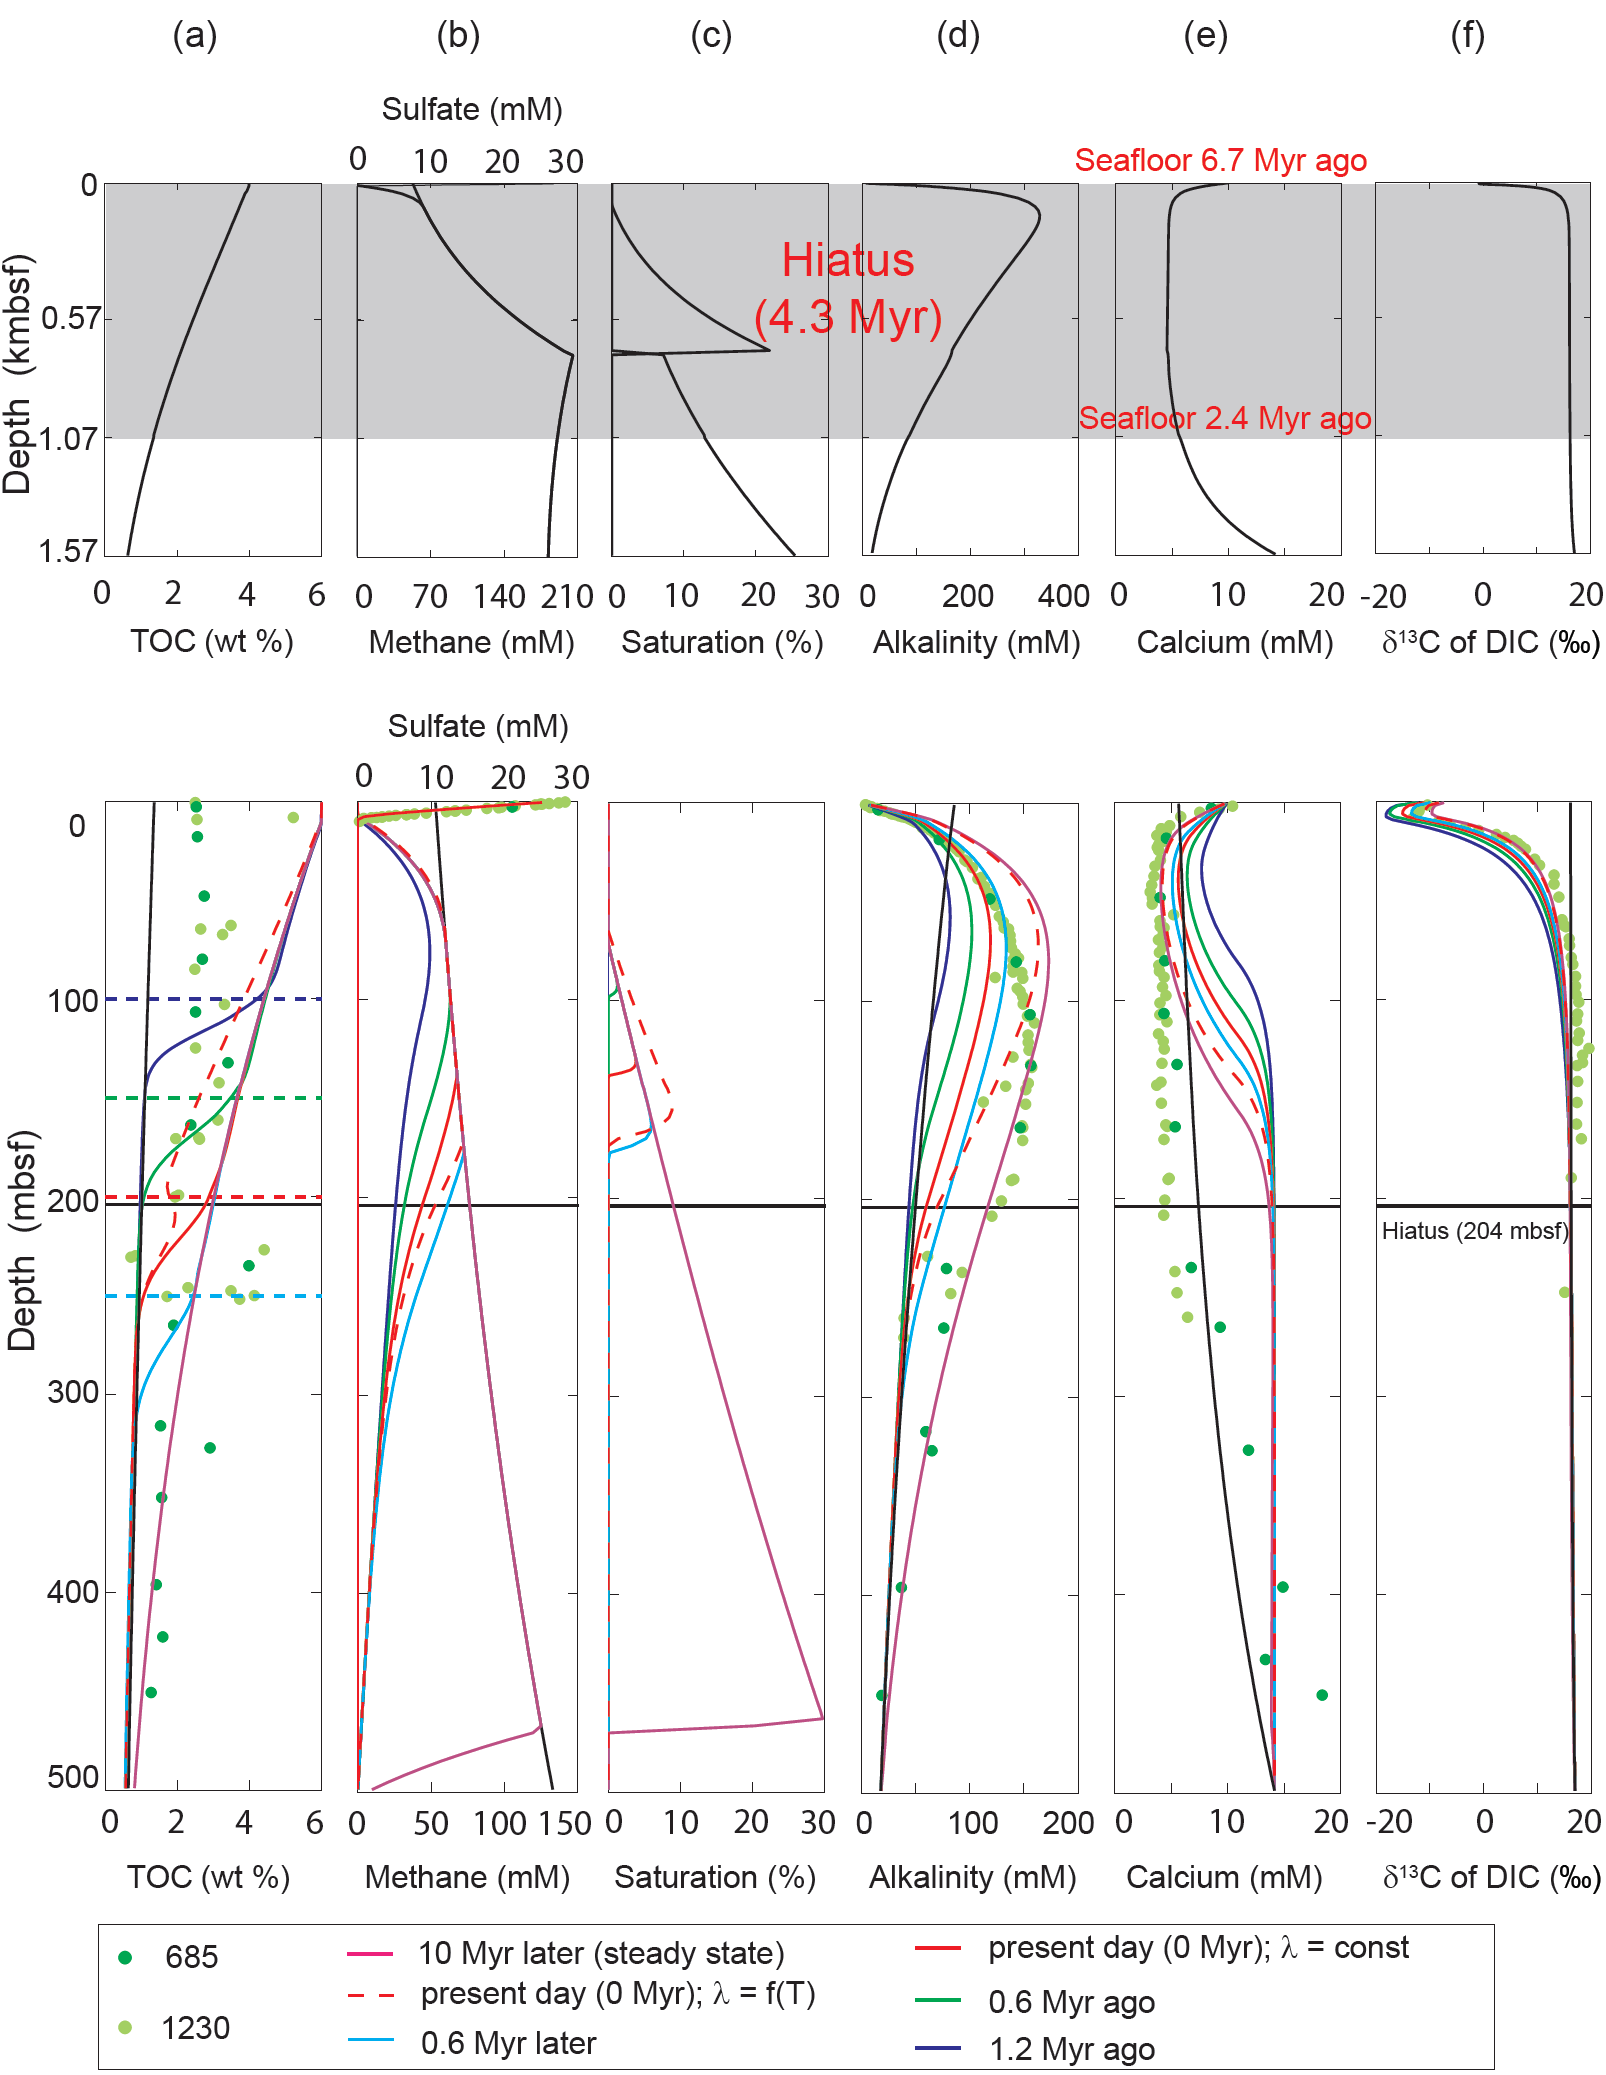 (a) (b) (c) (d) (e) (f)
Sulfate (mM)
0 10 20 30
Seafloor 6.7 Myr ago
0
Hiatus
(4.3 Myr)
0.57
Seafloor 2.4 Myr ago
1.07
1.57
Depth (kmbsf)
0 2 4 6
0 70 140 210
0 10 20 30
0 200 400
0 10 20
-20 0 20
TOC (wt %)
Methane (mM)
Saturation (%)
Alkalinity (mM)
Calcium (mM)
δ¹³C of DIC (‰)
Sulfate (mM)
0 10 20 30
0
100
200
300
400
500
Depth (mbsf)
Hiatus (204 mbsf)
0 2 4 6
0 50 100 150
0 10 20 30
0 100 200
0 10 20
-20 0 20
TOC (wt %)
Methane (mM)
Saturation (%)
Alkalinity (mM)
Calcium (mM)
δ¹³C of DIC (‰)
685
1230
10 Myr later (steady state)
present day (0 Myr); λ = f(T)
0.6 Myr later
present day (0 Myr); λ = const
0.6 Myr ago
1.2 Myr ago